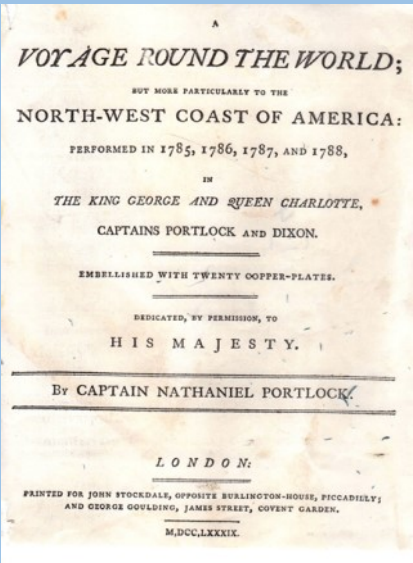 A
VOYAGE ROUND THE WORLD;
BUT MORE PARTICULARLY TO THE
NORTH-WEST COAST OF AMERICA:
PERFORMED IN 1785, 1786, 1787, AND 1788,
IN
THE KING GEORGE AND QUEEN CHARLOTTE,
CAPTAINS PORTLOCK AND DIXON.
EMBELLISHED WITH TWENTY COPPER-PLATES.
DEDICATED, BY PERMISSION, TO
HIS MAJESTY.
BY CAPTAIN NATHANIEL PORTLOCK.
LONDON:
PRINTED FOR JOHN STOCKDALE, OPPOSITE BURLINGTON-HOUSE, PICCADILLY;
AND GEORGE GOULDING, JAMES STREET, COVENT GARDEN.
M,DCC,LXXXIX.